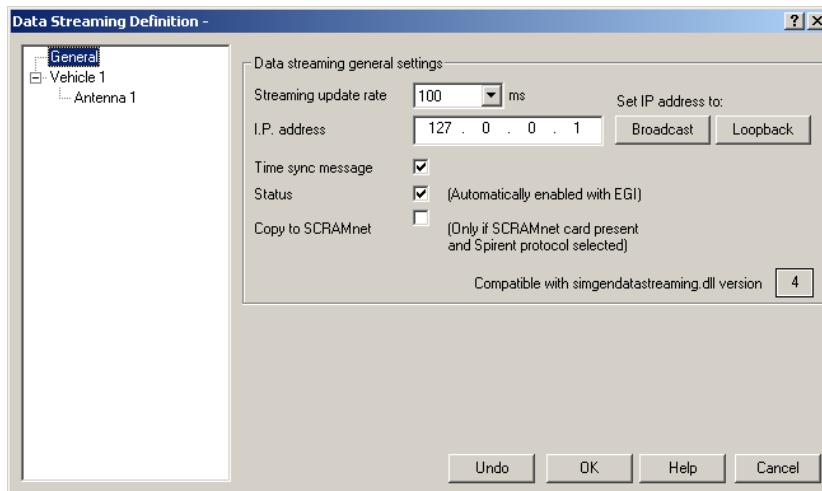 Data Streaming Definition -
General
Vehicle 1
Antenna 1
Data streaming general settings
Streaming update rate 100 ms
Set IP address to:
I.P. address 127 . 0 . 0 . 1 Broadcast Loopback
Time sync message
Status (Automatically enabled with EGI)
Copy to SCRAMnet (Only if SCRAMnet card present
and Spirent protocol selected)
Compatible with simgendatastreaming.dll version 4
Undo OK Help Cancel